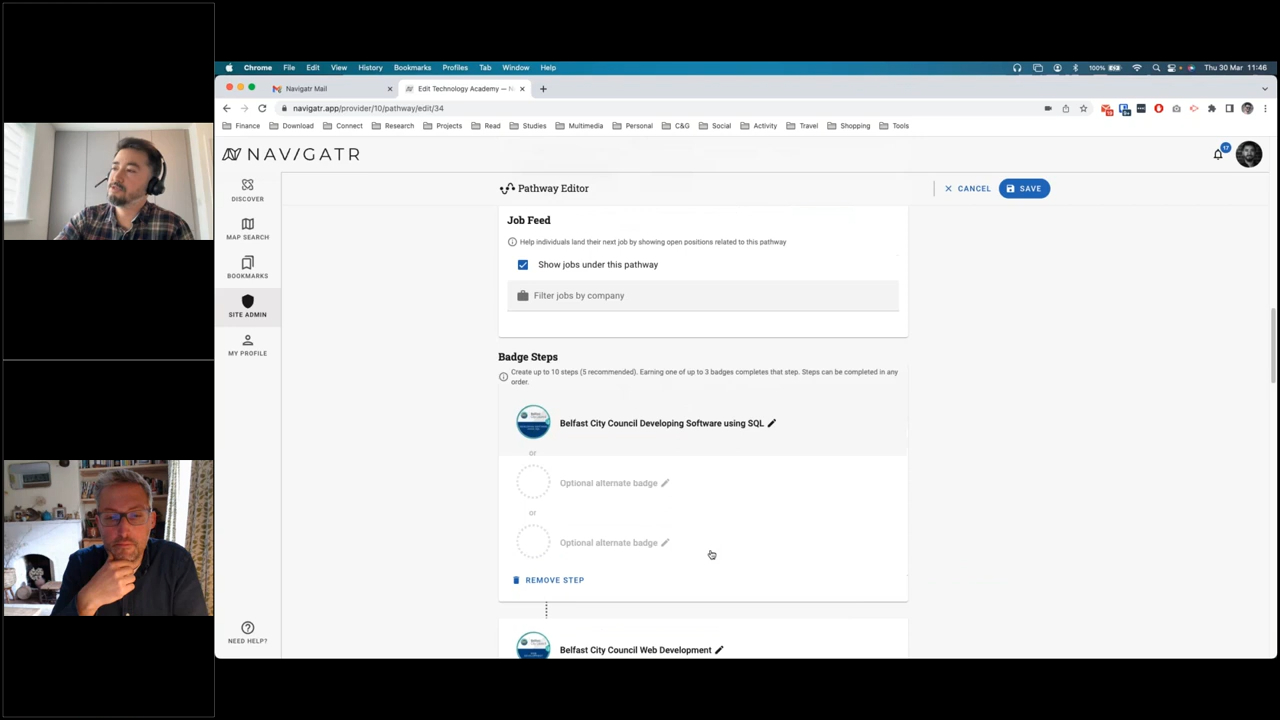 Chrome File Edit View History Bookmarks Profiles Tab Window Help 100% Thu 30 Mar 11:46
Navigatr Mail
Edit Technology Academy — N
navigatr.app/provider/10/pathway/edit/34
Finance Download Connect Research Projects Read Studies Multimedia Personal C&G Social Activity Travel Shopping Tools
NAVIGATR
17
DISCOVER
MAP SEARCH
BOOKMARKS
SITE ADMIN
MY PROFILE
NEED HELP?
Pathway Editor
CANCEL
SAVE
Job Feed
Help individuals land their next job by showing open positions related to this pathway
Show jobs under this pathway
Filter jobs by company
Badge Steps
Create up to 10 steps (5 recommended). Earning one of up to 3 badges completes that step. Steps can be completed in any
order.
Belfast City Council Developing Software using SQL
or
Optional alternate badge
or
Optional alternate badge
REMOVE STEP
Belfast City Council Web Development